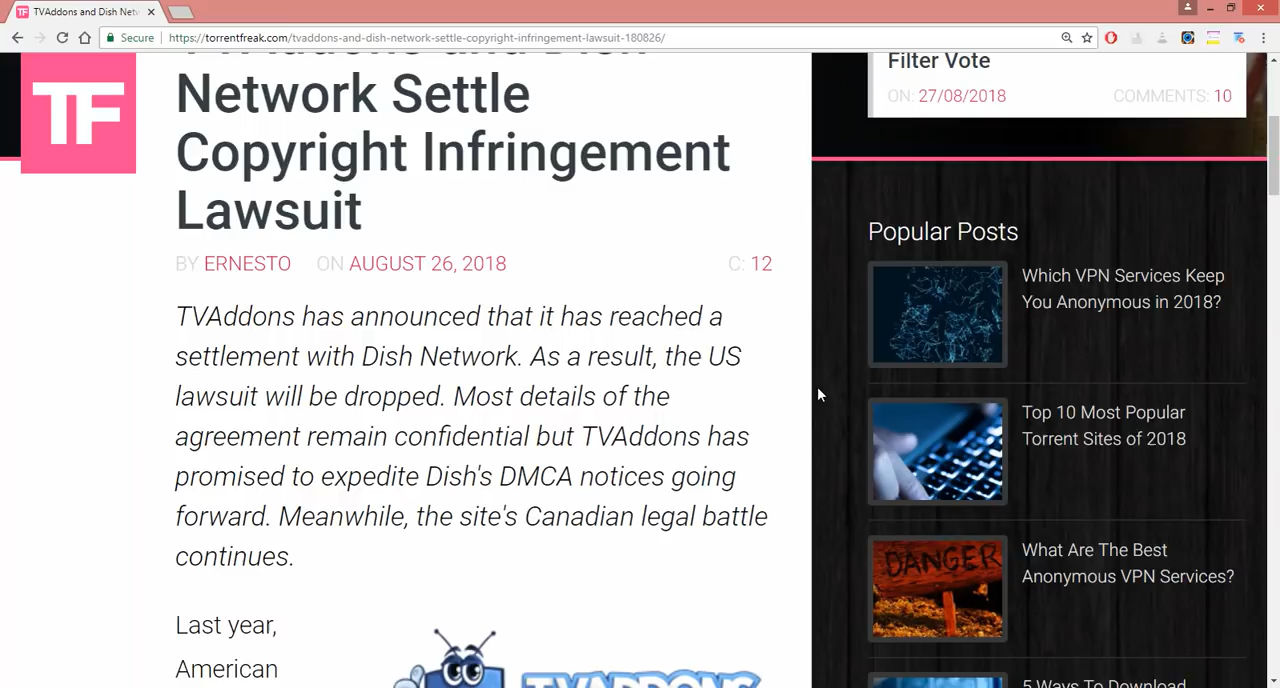 TVAddons and Dish Netw
Secure
https://torrentfreak.com/tvaddons-and-dish-network-settle-copyright-infringement-lawsuit-180826/
TF
TVAddons and Dish
Network Settle
Copyright Infringement
Lawsuit
BY ERNESTO ON AUGUST 26, 2018 C: 12
TVAddons has announced that it has reached a
settlement with Dish Network. As a result, the US
lawsuit will be dropped. Most details of the
agreement remain confidential but TVAddons has
promised to expedite Dish's DMCA notices going
forward. Meanwhile, the site's Canadian legal battle
continues.
Last year,
American
TVADDONS
Filter Vote
ON: 27/08/2018 COMMENTS: 10
Popular Posts
Which VPN Services Keep
You Anonymous in 2018?
Top 10 Most Popular
Torrent Sites of 2018
DANGER
What Are The Best
Anonymous VPN Services?
5 Ways To Download